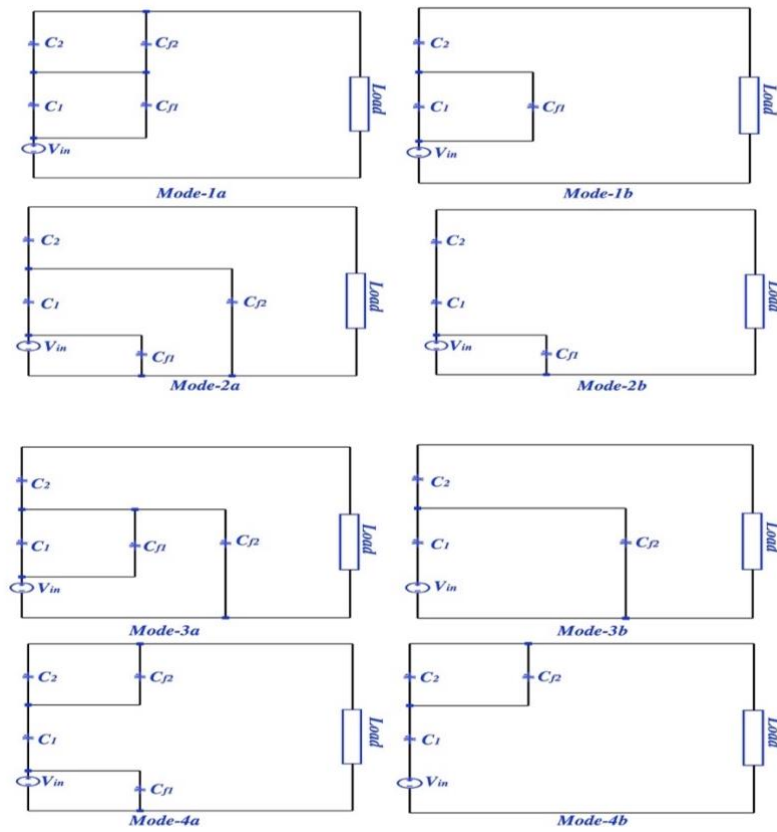 C2 Cf2
C1 Cf1
Load
Vin
Mode-1a
C2
C1 Cf1
Load
Vin
Mode-1b
C2
C1 Cf2
Load
Vin Cf1
Mode-2a
C2
C1
Load
Vin Cf1
Mode-2b
C2
C1 Cf1 Cf2
Load
Vin
Mode-3a
C2
C1 Cf2
Load
Vin
Mode-3b
C2 Cf2
C1
Load
Vin Cf1
Mode-4a
C2 Cf2
C1
Load
Vin
Mode-4b